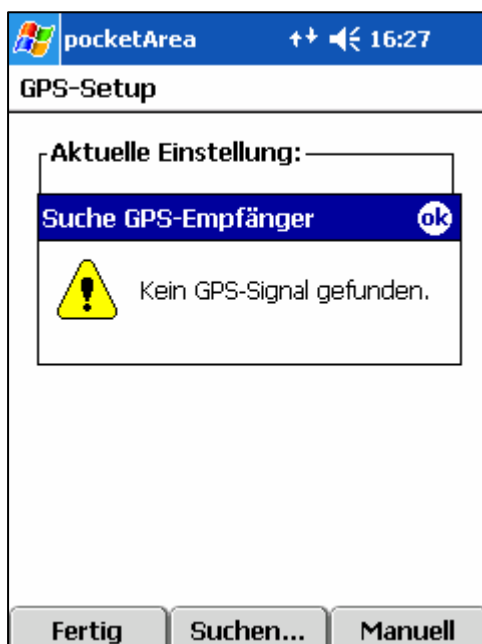 pocketArea 16:27
GPS-Setup
Aktuelle Einstellung:
Suche GPS-Empfänger ok
Kein GPS-Signal gefunden.
Fertig Suchen... Manuell